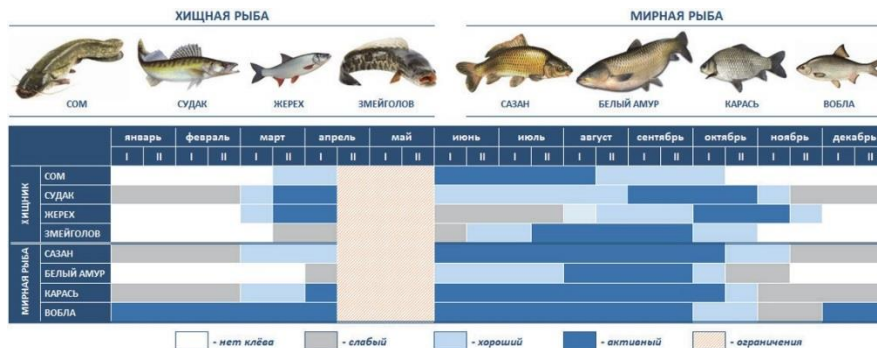 ХИЩНАЯ РЫБА МИРНАЯ РЫБА
СОМ СУДАК ЖЕРЕХ ЗМЕЙГОЛОВ САЗАН БЕЛЫЙ АМУР КАРАСЬ ВОБЛА
январь февраль март апрель май июнь июль август сентябрь октябрь ноябрь декабрь
I II I II I II I II I II I II I II I II I II I II I II I II
ХИЩНИК
СОМ
СУДАК
ЖЕРЕХ
ЗМЕЙГОЛОВ
МИРНАЯ РЫБА
САЗАН
БЕЛЫЙ АМУР
КАРАСЬ
ВОБЛА
- нет клёва - слабый - хороший - активный - ограничения